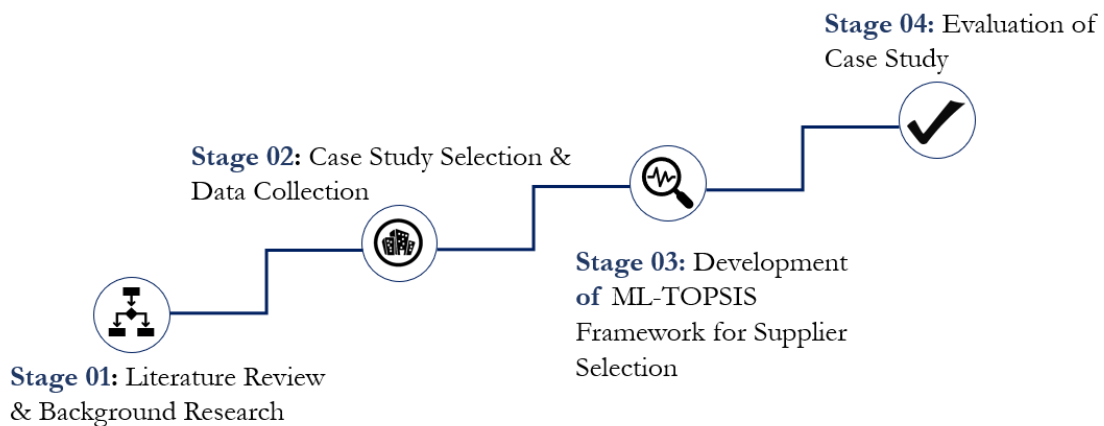 Stage 01: Literature Review
& Background Research
Stage 02: Case Study Selection &
Data Collection
Stage 03: Development
of ML-TOPSIS
Framework for Supplier
Selection
Stage 04: Evaluation of
Case Study